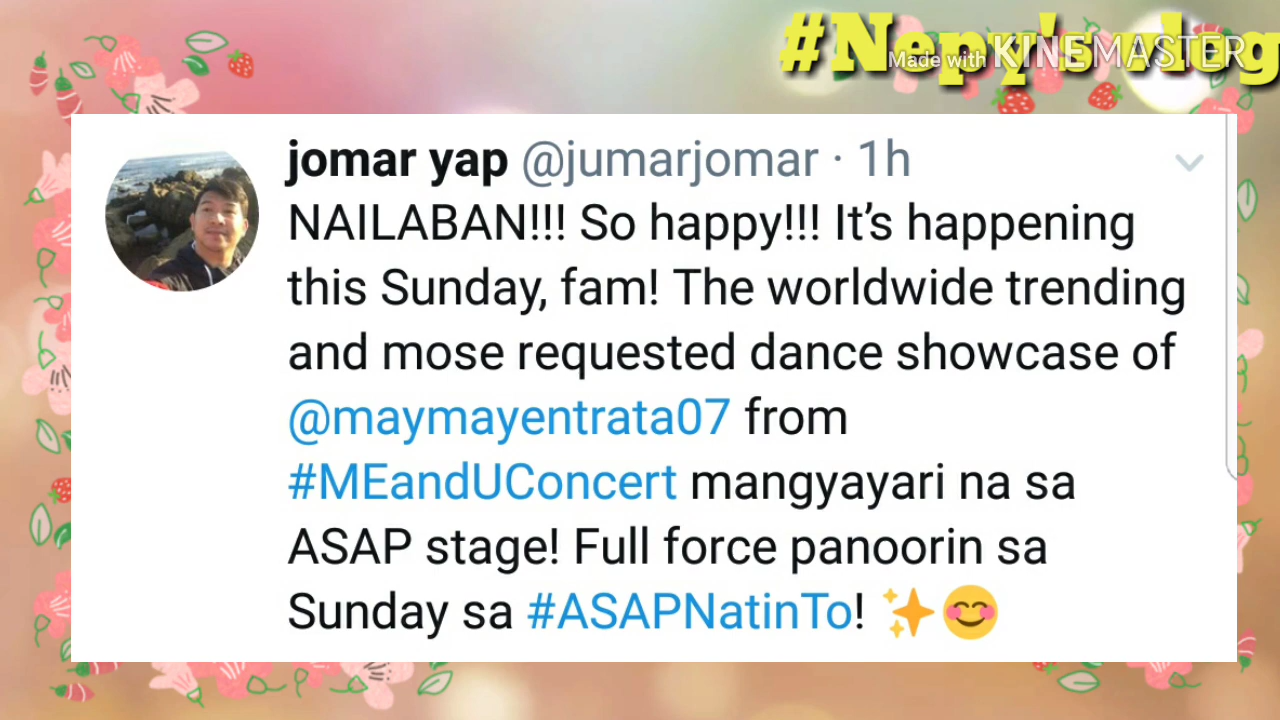 #Nepy's vlog
Made with KINEMASTER
jomar yap @jumarjomar · 1h
NAILABAN!!! So happy!!! It’s happening
this Sunday, fam! The worldwide trending
and mose requested dance showcase of
@maymayentrata07 from
#MEandUConcert mangyayari na sa
ASAP stage! Full force panoorin sa
Sunday sa #ASAPNatinTo! ✨😊